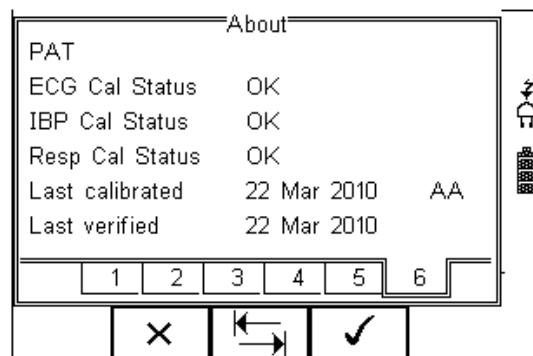 About
PAT
ECG Cal Status OK
IBP Cal Status OK
Resp Cal Status OK
Last calibrated 22 Mar 2010 AA
Last verified 22 Mar 2010
1 2 3 4 5 6